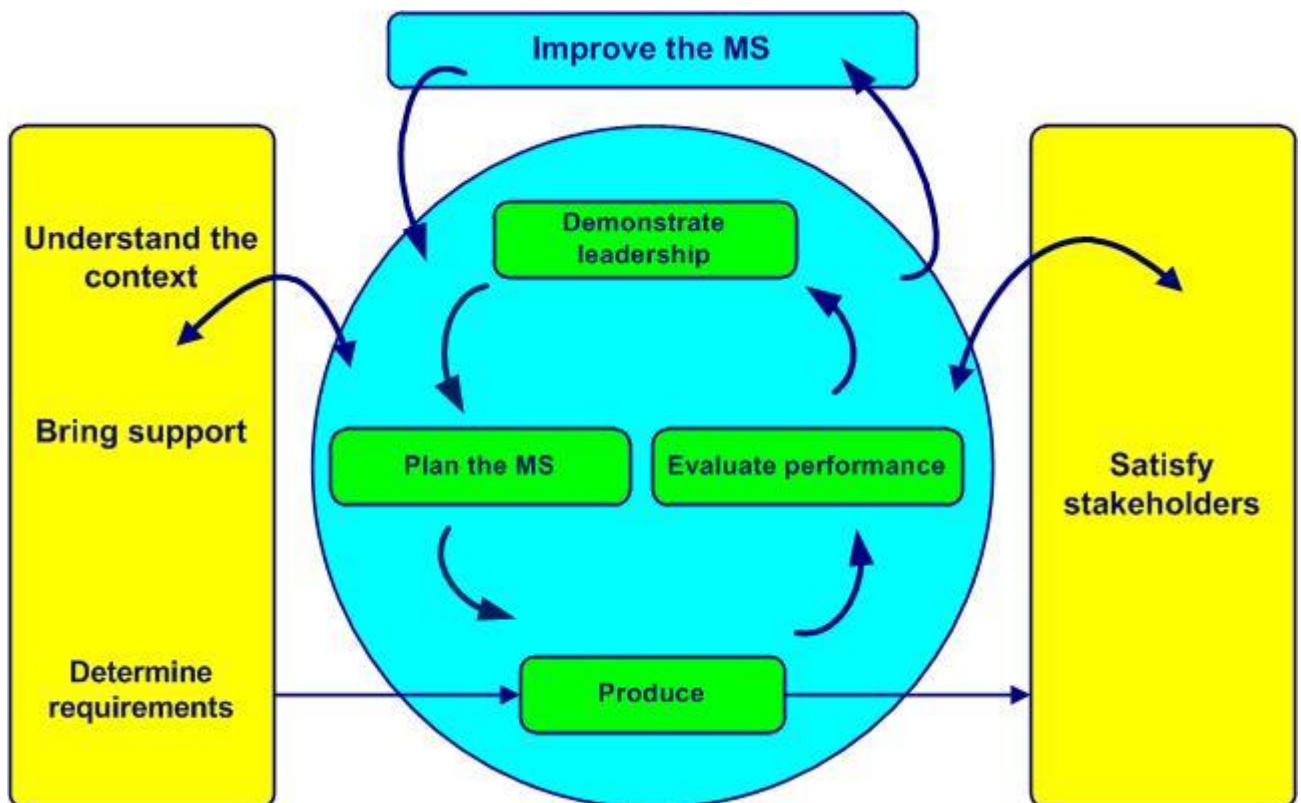 Improve the MS
Understand the
context
Bring support
Determine
requirements
Demonstrate
leadership
Plan the MS
Evaluate performance
Produce
Satisfy
stakeholders